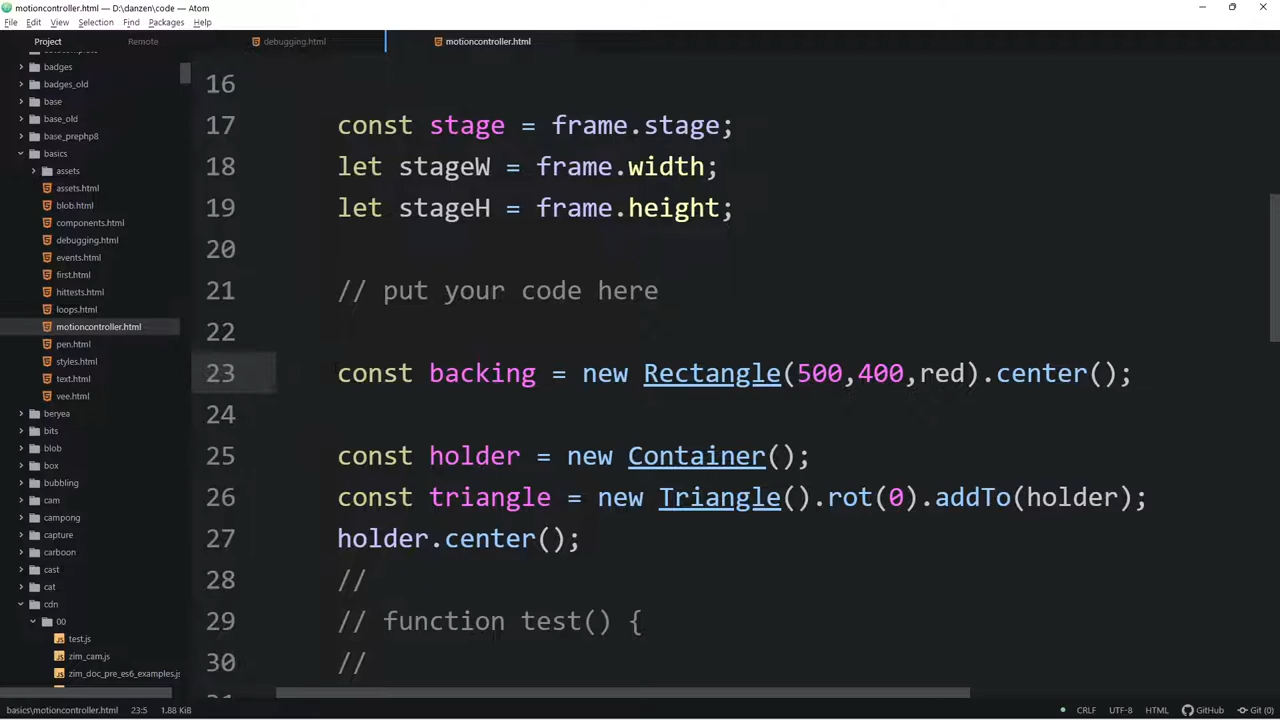 motioncontroller.html — D:\danzen\code — Atom
File Edit View Selection Find Packages Help
Project Remote debugging.html motioncontroller.html
badges
badges_old
base
base_old
base_prephp8
basics
assets
assets.html
blob.html
components.html
debugging.html
events.html
first.html
hittests.html
loops.html
motioncontroller.html
pen.html
styles.html
text.html
vee.html
beryea
bits
blob
box
bubbling
cam
campong
capture
carboon
cast
cat
cdn
00
test.js
zim_cam.js
zim_doc_pre_es6_examples.js
16
17 const stage = frame.stage;
18 let stageW = frame.width;
19 let stageH = frame.height;
20
21 // put your code here
22
23 const backing = new Rectangle(500,400,red).center();
24
25 const holder = new Container();
26 const triangle = new Triangle().rot(0).addTo(holder);
27 holder.center();
28 //
29 // function test() {
30 //
basics\motioncontroller.html 23:5 1.88 KiB CRLF UTF-8 HTML GitHub Git (0)